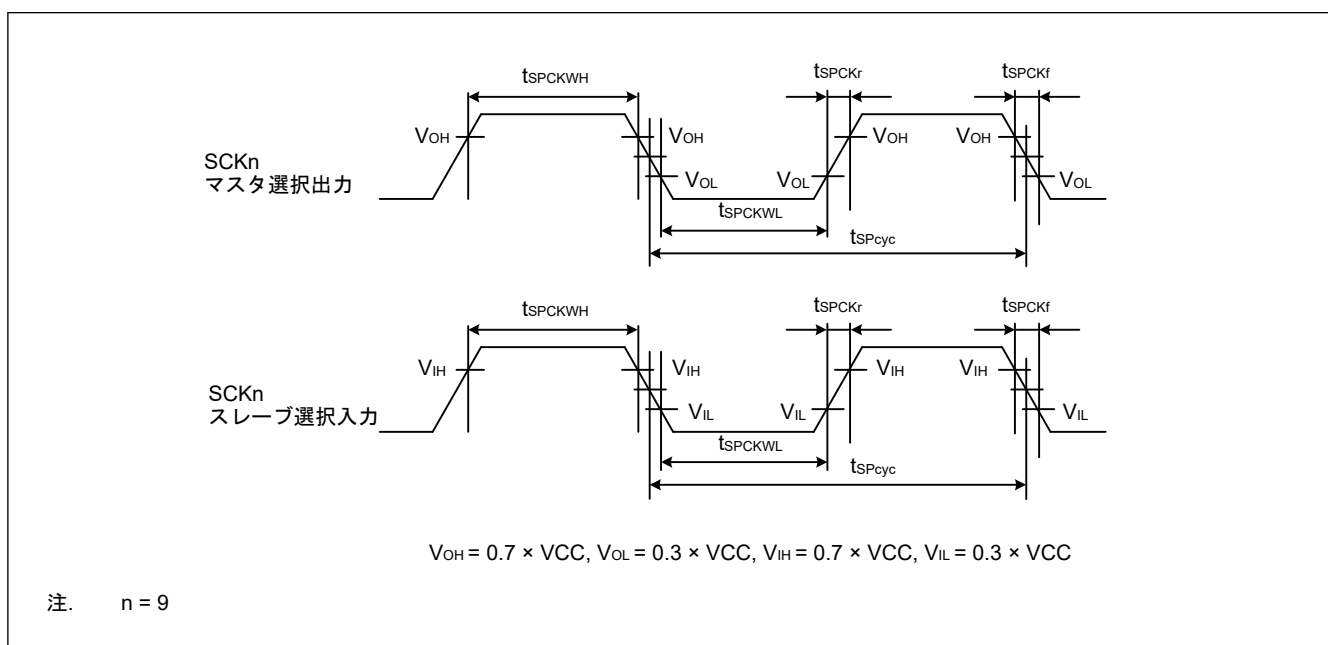 tSPCKWH tSPCKr tSPCKf
VOH VOH VOH VOH
SCKn
マスタ選択出力
VOL VOL VOL
tSPCKWL
tSPcyc
tSPCKWH tSPCKr tSPCKf
VIH VIH VIH VIH
SCKn
スレーブ選択入力
VIL VIL VIL
tSPCKWL
tSPcyc
VOH = 0.7 × VCC, VOL = 0.3 × VCC, VIH = 0.7 × VCC, VIL = 0.3 × VCC
注. n = 9